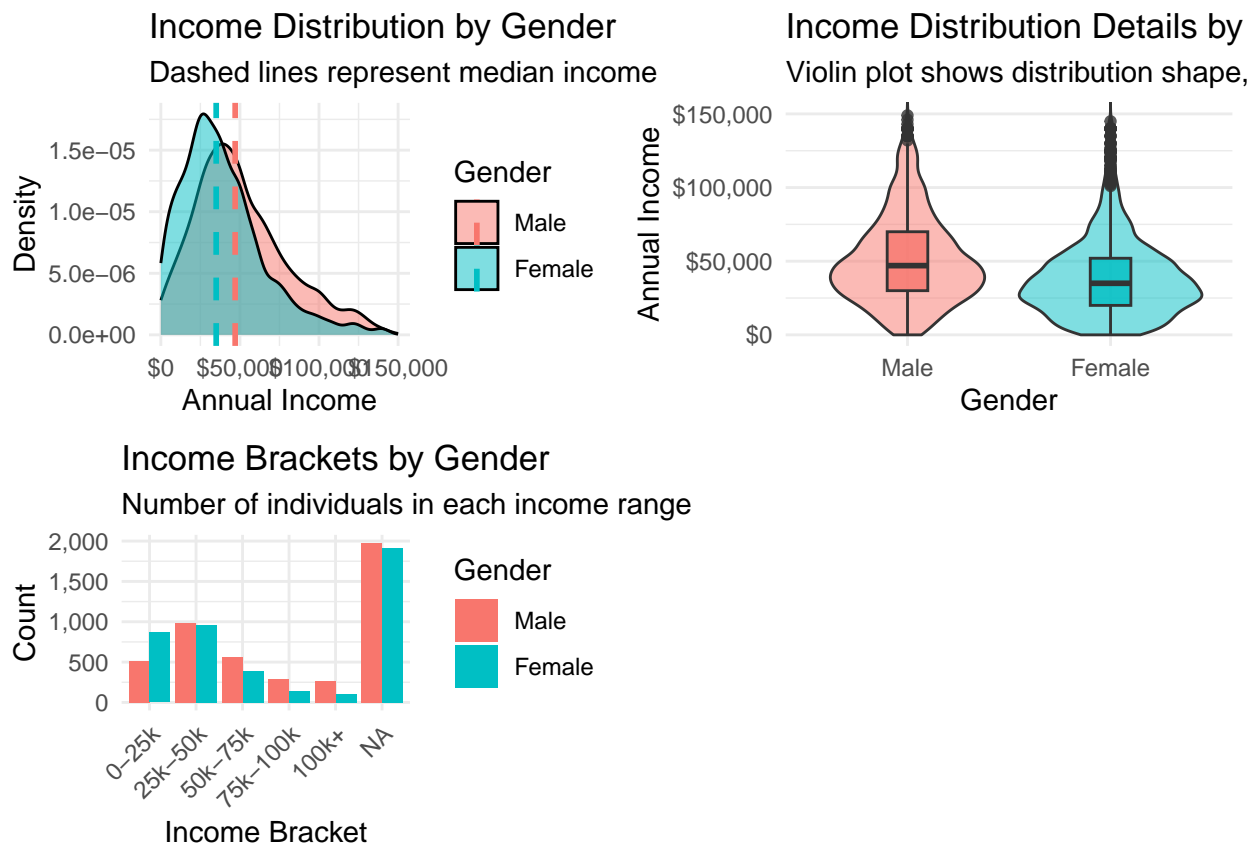 Income Distribution by Gender
Dashed lines represent median income
1.5e−05
1.0e−05
5.0e−06
0.0e+00
Density
$0
$50,000
$100,000
$150,000
Annual Income
Gender
Male
Female
Income Distribution Details by
Violin plot shows distribution shape,
$150,000
$100,000
$50,000
$0
Annual Income
Male
Female
Gender
Income Brackets by Gender
Number of individuals in each income range
2,000
1,500
1,000
500
0
Count
0−25k
25k−50k
50k−75k
75k−100k
100k+
NA
Income Bracket
Gender
Male
Female